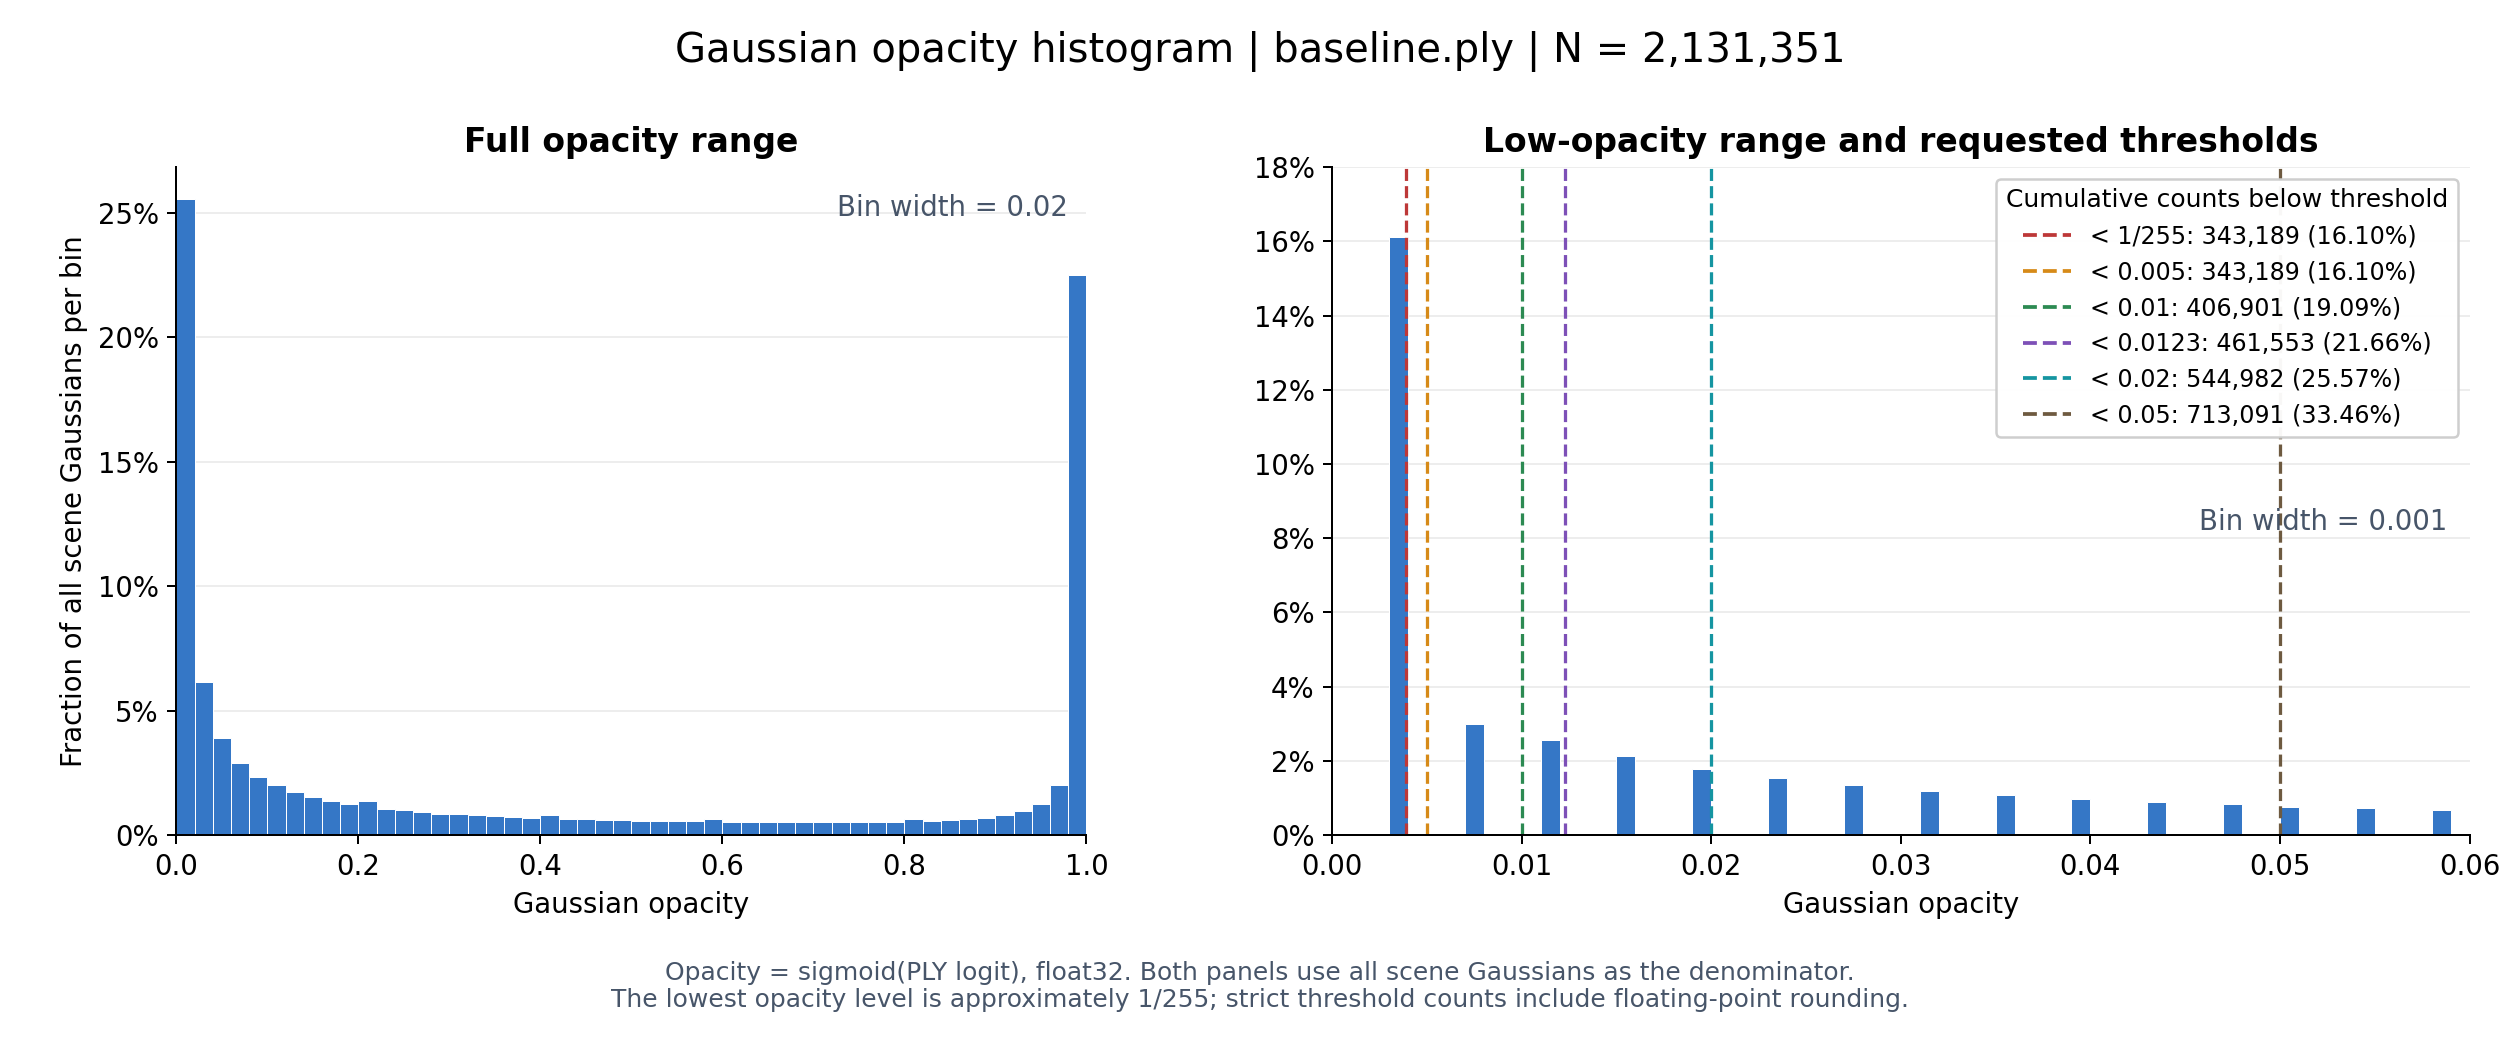 Gaussian opacity histogram | baseline.ply | N = 2,131,351
Full opacity range
Bin width = 0.02
Fraction of all scene Gaussians per bin
25%
20%
15%
10%
5%
0%
0.0 0.2 0.4 0.6 0.8 1.0
Gaussian opacity
Low-opacity range and requested thresholds
18%
16%
14%
12%
10%
8%
6%
4%
2%
0%
Cumulative counts below threshold
< 1/255: 343,189 (16.10%)
< 0.005: 343,189 (16.10%)
< 0.01: 406,901 (19.09%)
< 0.0123: 461,553 (21.66%)
< 0.02: 544,982 (25.57%)
< 0.05: 713,091 (33.46%)
Bin width = 0.001
0.00 0.01 0.02 0.03 0.04 0.05 0.06
Gaussian opacity
Opacity = sigmoid(PLY logit), float32. Both panels use all scene Gaussians as the denominator.
The lowest opacity level is approximately 1/255; strict threshold counts include floating-point rounding.